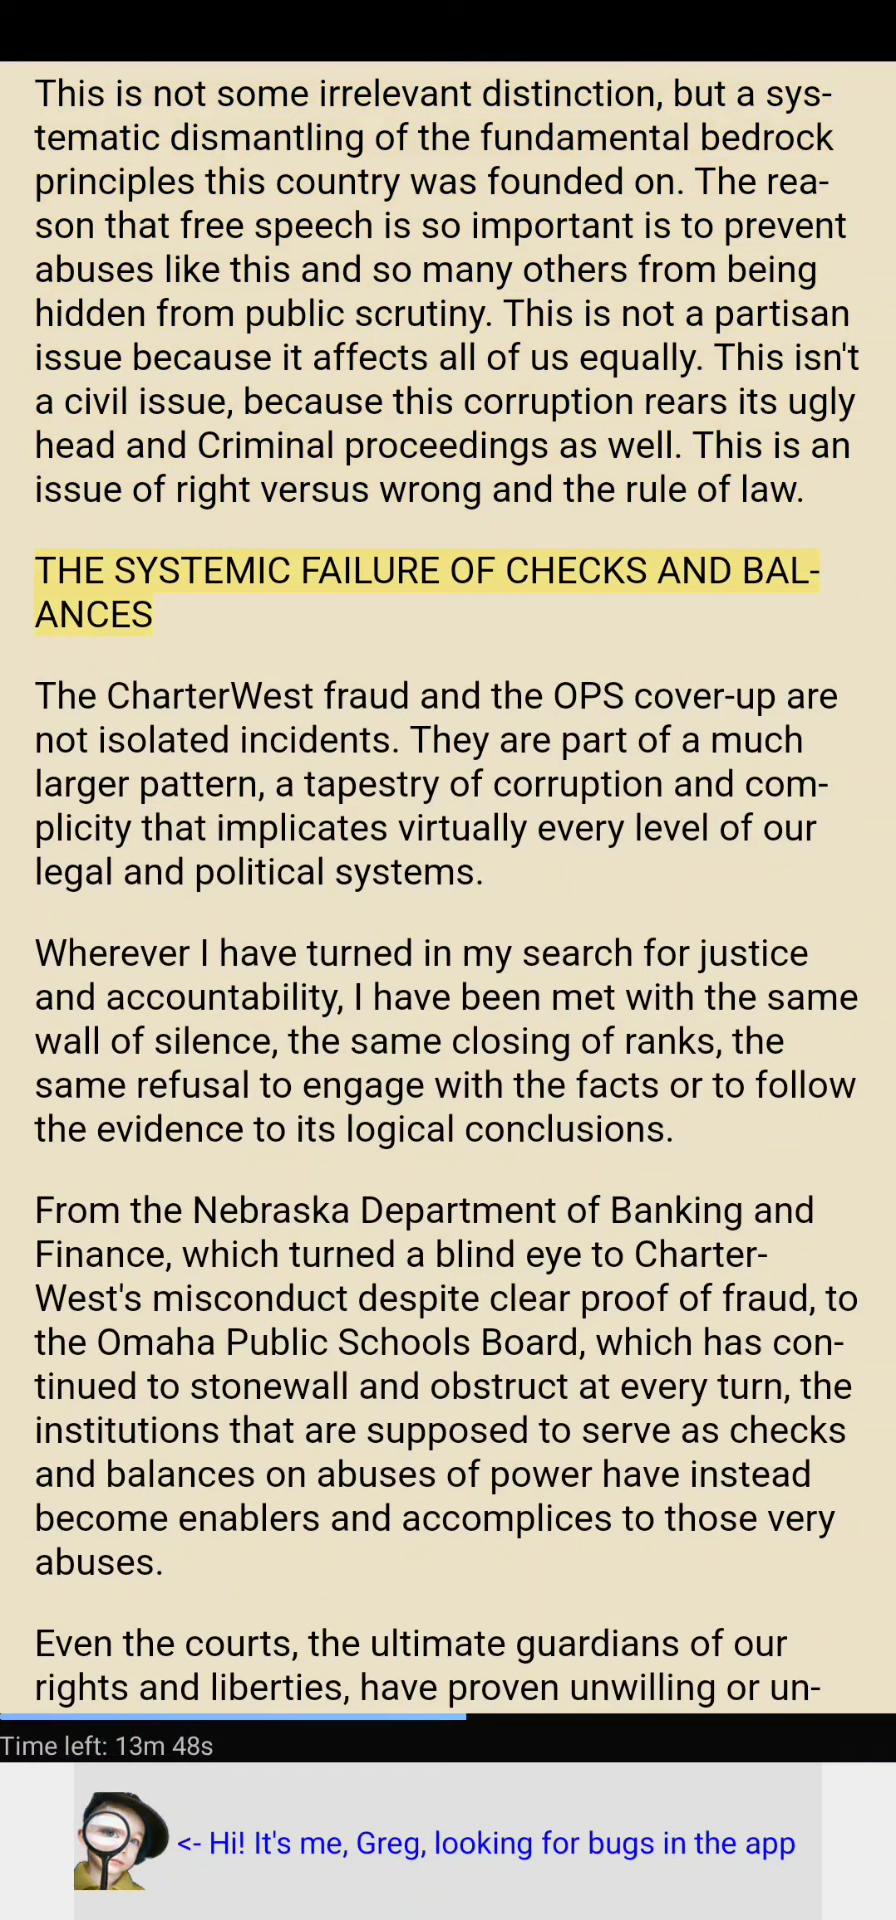 This is not some irrelevant distinction, but a sys-
tematic dismantling of the fundamental bedrock
principles this country was founded on. The rea-
son that free speech is so important is to prevent
abuses like this and so many others from being
hidden from public scrutiny. This is not a partisan
issue because it affects all of us equally. This isn't
a civil issue, because this corruption rears its ugly
head and Criminal proceedings as well. This is an
issue of right versus wrong and the rule of law.
THE SYSTEMIC FAILURE OF CHECKS AND BAL-
ANCES
The CharterWest fraud and the OPS cover-up are
not isolated incidents. They are part of a much
larger pattern, a tapestry of corruption and com-
plicity that implicates virtually every level of our
legal and political systems.
Wherever I have turned in my search for justice
and accountability, I have been met with the same
wall of silence, the same closing of ranks, the
same refusal to engage with the facts or to follow
the evidence to its logical conclusions.
From the Nebraska Department of Banking and
Finance, which turned a blind eye to Charter-
West's misconduct despite clear proof of fraud, to
the Omaha Public Schools Board, which has con-
tinued to stonewall and obstruct at every turn, the
institutions that are supposed to serve as checks
and balances on abuses of power have instead
become enablers and accomplices to those very
abuses.
Even the courts, the ultimate guardians of our
rights and liberties, have proven unwilling or un-
Time left: 13m 48s
<- Hi! It's me, Greg, looking for bugs in the app